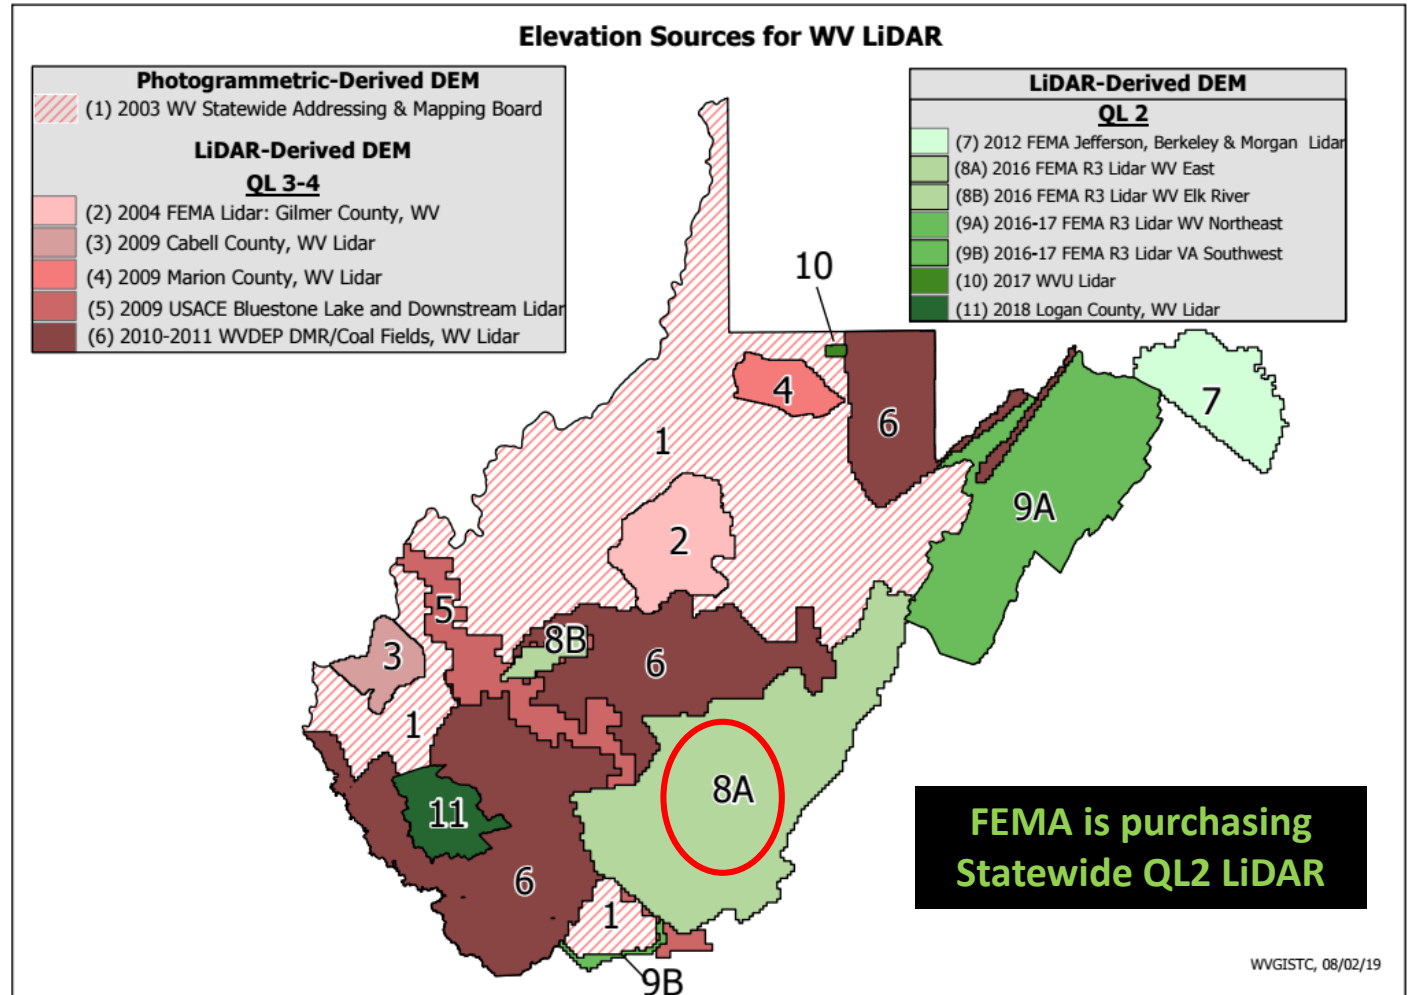 Elevation Sources for WV LiDAR
Photogrammetric-Derived DEM
(1) 2003 WV Statewide Addressing & Mapping Board
LiDAR-Derived DEM
QL 3-4
(2) 2004 FEMA Lidar: Gilmer County, WV
(3) 2009 Cabell County, WV Lidar
(4) 2009 Marion County, WV Lidar
(5) 2009 USACE Bluestone Lake and Downstream Lidar
(6) 2010-2011 WVDEP DMR/Coal Fields, WV Lidar
LiDAR-Derived DEM
QL 2
(7) 2012 FEMA Jefferson, Berkeley & Morgan Lidar
(8A) 2016 FEMA R3 Lidar WV East
(8B) 2016 FEMA R3 Lidar WV Elk River
(9A) 2016-17 FEMA R3 Lidar WV Northeast
(9B) 2016-17 FEMA R3 Lidar VA Southwest
(10) 2017 WVU Lidar
(11) 2018 Logan County, WV Lidar
10
4
7
6
1
9A
2
5
8B
3
6
1
8A
11
6
1
9B
FEMA is purchasing
Statewide QL2 LiDAR
WVGISTC, 08/02/19